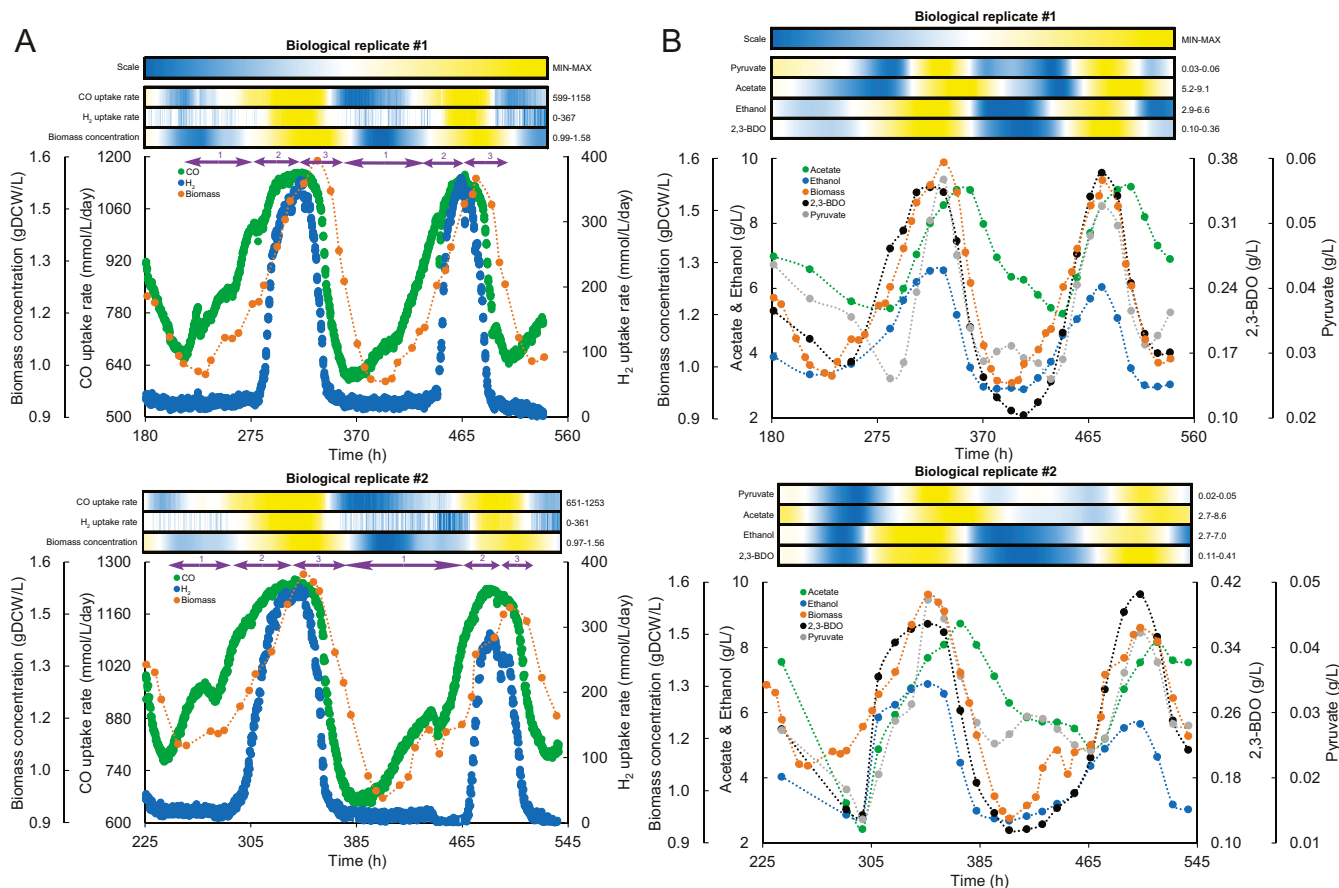 A
Biological replicate #1
Scale
MIN-MAX
CO uptake rate
599-1158
H₂ uptake rate
0-367
Biomass concentration
0.99-1.58
1 2 3 1 2 3
CO
H₂
Biomass
1.6
1.5
1.3
1.2
1.0
0.9
Biomass concentration (gDCW/L)
1200
1060
920
780
640
500
CO uptake rate (mmol/L/day)
400
300
200
100
0
H₂ uptake rate (mmol/L/day)
180 275 370 465 560
Time (h)
Biological replicate #2
CO uptake rate
651-1253
H₂ uptake rate
0-361
Biomass concentration
0.97-1.56
1 2 3 1 2 3
CO
H₂
Biomass
1.6
1.5
1.3
1.2
1.0
0.9
Biomass concentration (gDCW/L)
1300
1160
1020
880
740
600
CO uptake rate (mmol/L/day)
400
300
200
100
0
H₂ uptake rate (mmol/L/day)
225 305 385 465 545
Time (h)
B
Biological replicate #1
Scale
MIN-MAX
Pyruvate
0.03-0.06
Acetate
5.2-9.1
Ethanol
2.9-6.6
2,3-BDO
0.10-0.36
Acetate
Ethanol
Biomass
2,3-BDO
Pyruvate
1.6
1.5
1.3
1.2
1.0
0.9
Biomass concentration (gDCW/L)
10
8
6
4
2
Acetate & Ethanol (g/L/)
0.38
0.31
0.24
0.17
0.10
2,3-BDO (g/L)
0.06
0.05
0.04
0.03
0.02
Pyruvate (g/L)
180 275 370 465 560
Time (h)
Biological replicate #2
Pyruvate
0.02-0.05
Acetate
2.7-8.6
Ethanol
2.7-7.0
2,3-BDO
0.11-0.41
Acetate
Ethanol
Biomass
2,3-BDO
Pyruvate
1.6
1.5
1.3
1.2
1.0
0.9
Biomass concentration (gDCW/L)
10
8
6
4
2
Acetate & Ethanol (g/L/)
0.42
0.34
0.26
0.18
0.10
2,3-BDO (g/L)
0.05
0.04
0.03
0.02
0.01
Pyruvate (g/L)
225 305 385 465 545
Time (h)